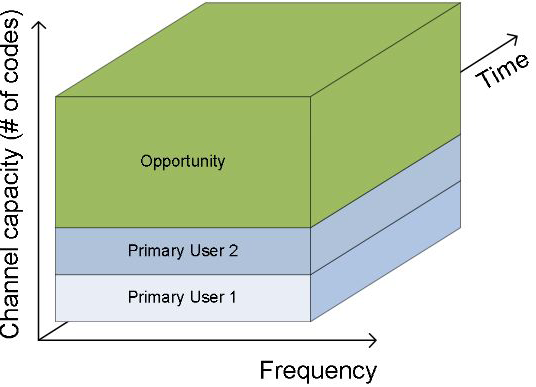 Channel capacity (# of codes)
Time
Opportunity
Primary User 2
Primary User 1
Frequency